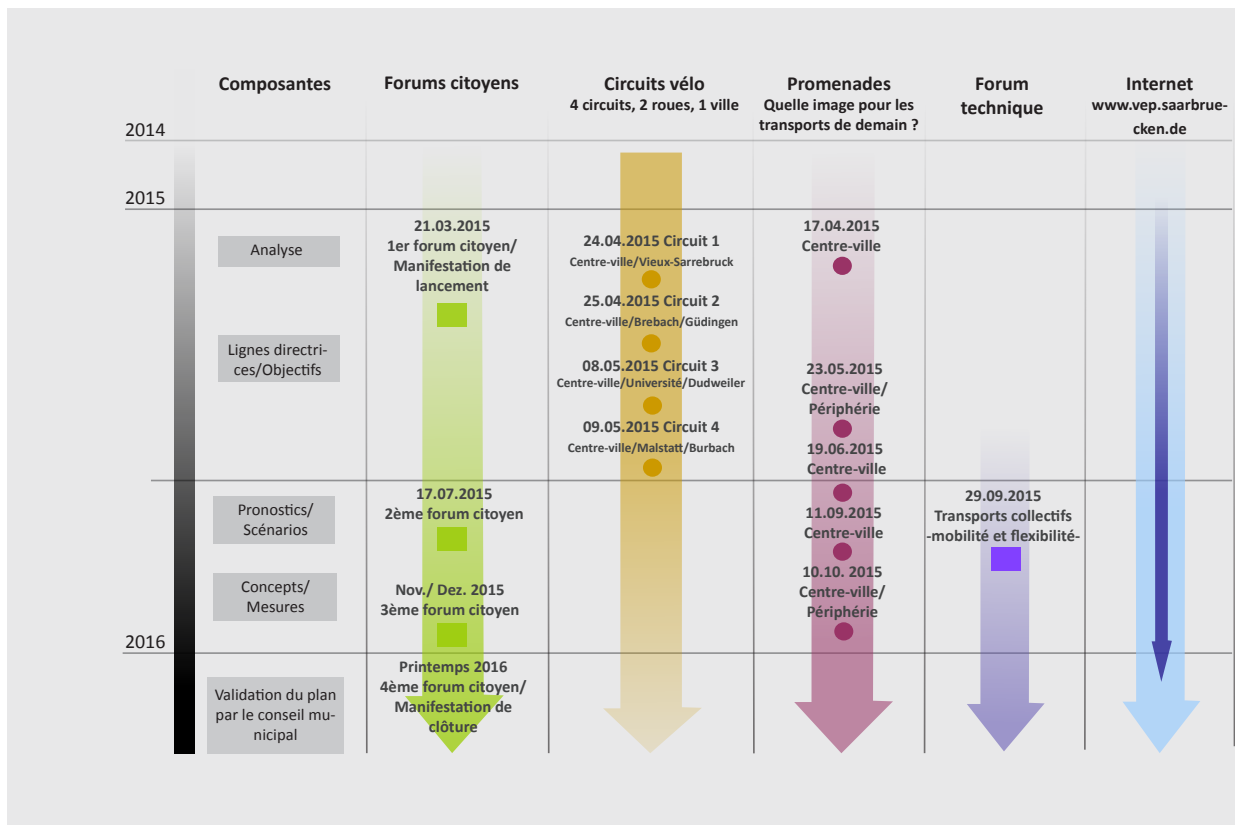 Composantes
Forums citoyens
Circuits vélo
4 circuits, 2 roues, 1 ville
Promenades
Quelle image pour les
transports de demain ?
Forum
technique
Internet
www.vep.saarbrue-
cken.de
2014
2015
2016
Analyse
Lignes directri-
ces/Objectifs
Pronostics/
Scénarios
Concepts/
Mesures
Validation du plan
par le conseil mu-
nicipal
21.03.2015
1er forum citoyen/
Manifestation de
lancement
17.07.2015
2ème forum citoyen
Nov./ Dez. 2015
3ème forum citoyen
Printemps 2016
4ème forum citoyen/
Manifestation de
clôture
24.04.2015 Circuit 1
Centre-ville/Vieux-Sarrebruck
25.04.2015 Circuit 2
Centre-ville/Brebach/Güdingen
08.05.2015 Circuit 3
Centre-ville/Université/Dudweiler
09.05.2015 Circuit 4
Centre-ville/Malstatt/Burbach
17.04.2015
Centre-ville
23.05.2015
Centre-ville/
Périphérie
19.06.2015
Centre-ville
11.09.2015
Centre-ville
10.10. 2015
Centre-ville/
Périphérie
29.09.2015
Transports collectifs
-mobilité et flexibilité-